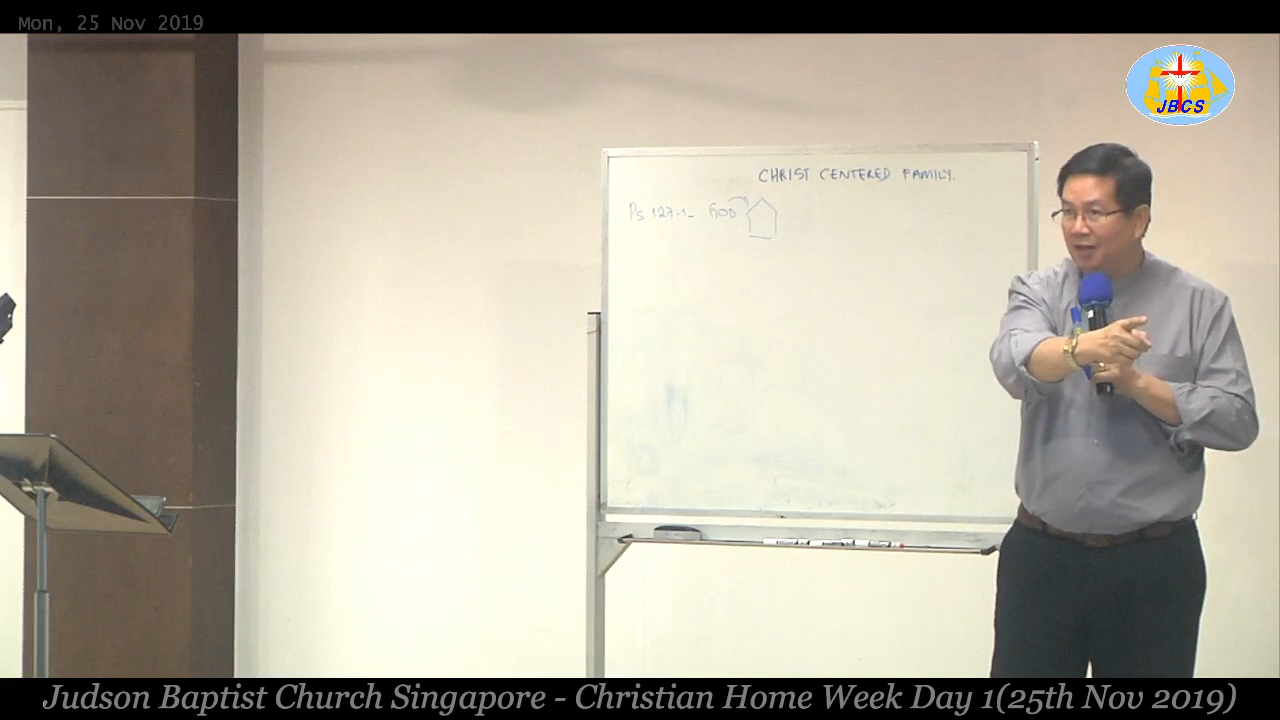 Mon, 25 Nov 2019
JBCS
CHRIST CENTERED FAMILY.
Ps 127:1- GOD
Judson Baptist Church Singapore - Christian Home Week Day 1(25th Nov 2019)